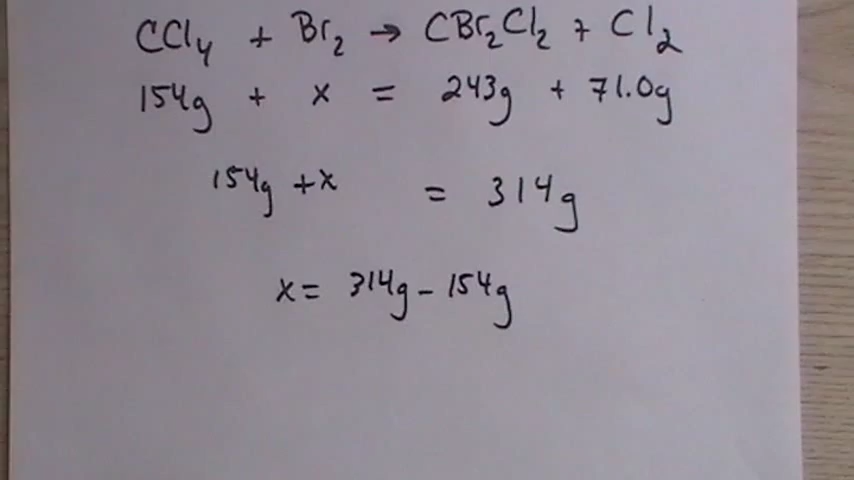 CCl₄ + Br₂ → CBr₂Cl₂ + Cl₂
154g + x = 243g + 71.0g
154g + x = 314g
x = 314g - 154g